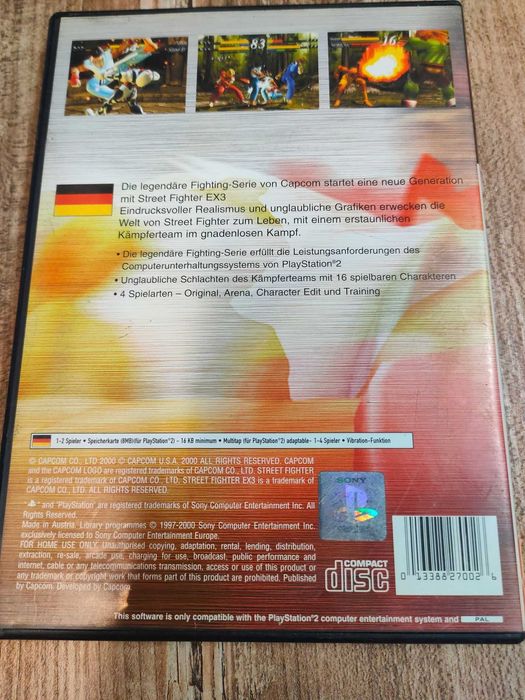 83
16
Die legendäre Fighting-Serie von Capcom startet eine neue Generation
mit Street Fighter EX3
Eindrucksvoller Realismus und unglaubliche Grafiken erwecken die
Welt von Street Fighter zum Leben, mit einem erstaunlichen
Kämpferteam im gnadenlosen Kampf.
• Die legendäre Fighting-Serie erfüllt die Leistungsanforderungen des
Computerunterhaltungssystems von PlayStation®2
• Unglaubliche Schlachten des Kämpferteams mit 16 spielbaren Charakteren
• 4 Spielarten – Original, Arena, Character Edit und Training
1-2 Spieler • Speicherkarte (8MB)(für PlayStation®2) - 16 KB minimum • Multitap (für PlayStation®2) adaptable- 1-4 Spieler • Vibration-Funktion
© CAPCOM CO., LTD 2000 © CAPCOM U.S.A. 2000 ALL RIGHTS RESERVED. CAPCOM
and the CAPCOM LOGO are registered trademarks of CAPCOM CO., LTD. STREET FIGHTER
is a registered trademark of CAPCOM CO., LTD. STREET FIGHTER EX3 is a trademark of
CAPCOM CO., LTD. ALL RIGHTS RESERVED.
and "PlayStation" are registered trademarks of Sony Computer Entertainment Inc. All
Rights Reserved.
Made in Austria. Library programmes © 1997-2000 Sony Computer Entertainment Inc.
exclusively licensed to Sony Computer Entertainment Europe.
FOR HOME USE ONLY. Unauthorised copying, adaptation, rental, lending, distribution,
extraction, re-sale, arcade use, charging for use, broadcast, public performance and
internet, cable or any telecommunications transmission, access or use of this product or
any trademark or copyright work that forms part of this product are prohibited. Published
by Capcom. Developed by Capcom.
SONY
COMPACT
disc
0 13388 27002 6
This software is only compatible with the PlayStation®2 computer entertainment system and
PAL